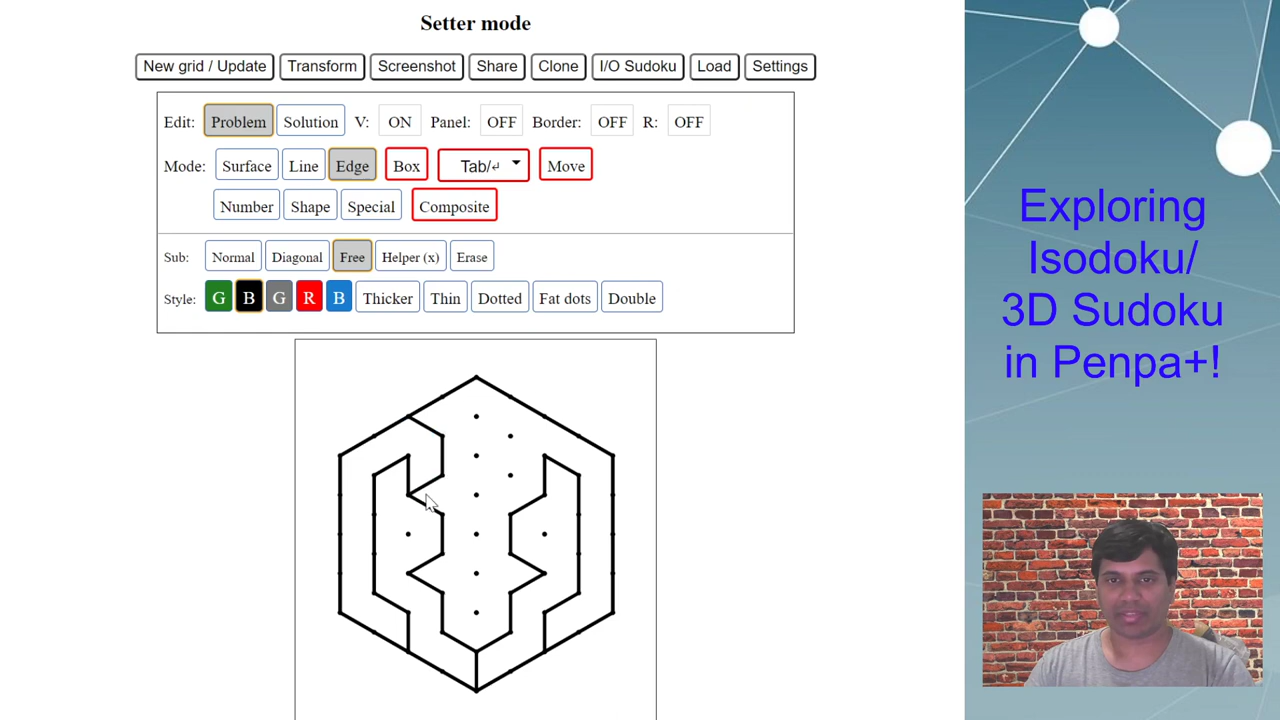 Setter mode
New grid / Update Transform Screenshot Share Clone I/O Sudoku Load Settings
Edit: Problem Solution V: ON Panel: OFF Border: OFF R: OFF
Mode: Surface Line Edge Box Tab/↵ Move
Number Shape Special Composite
Sub: Normal Diagonal Free Helper (x) Erase
Style: G B G R B Thicker Thin Dotted Fat dots Double
Exploring
Isodoku/
3D Sudoku
in Penpa+!